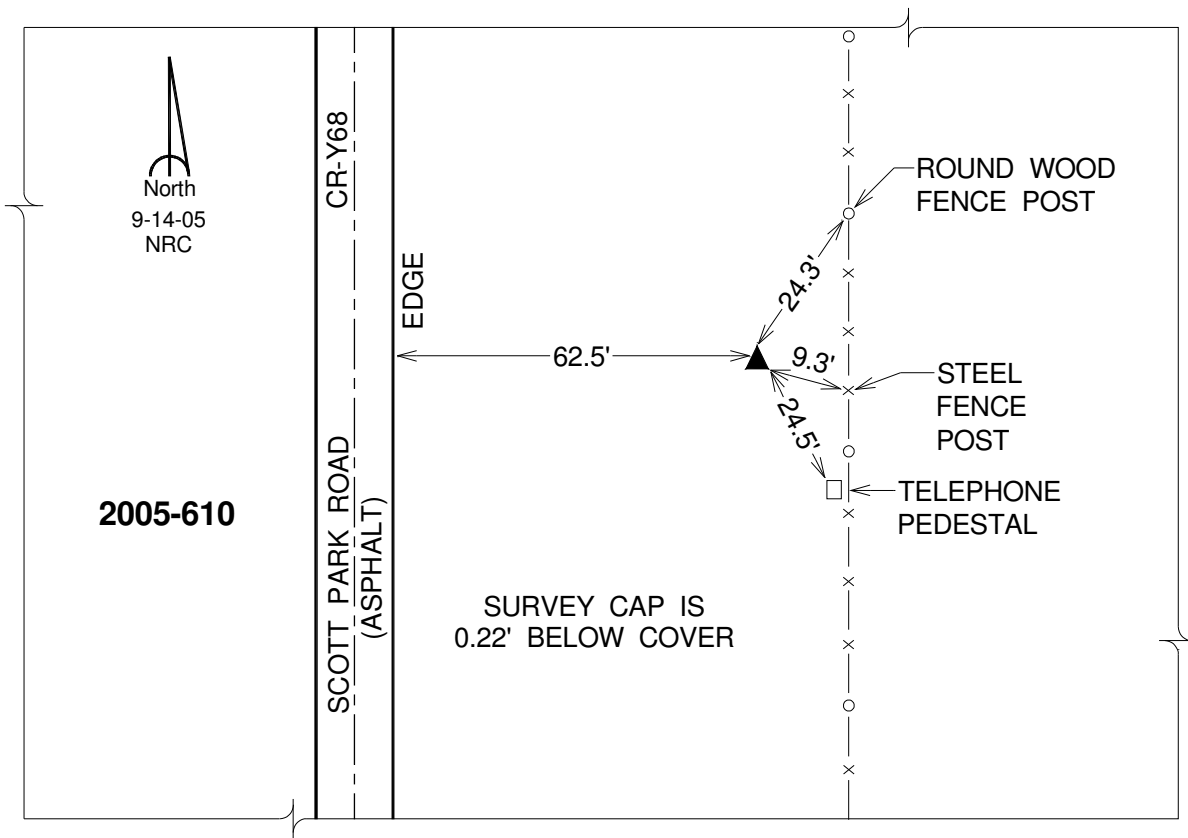 North
9-14-05
NRC
2005-610
CR-Y68
SCOTT PARK ROAD
(ASPHALT)
EDGE
62.5'
24.3'
9.3'
24.5'
ROUND WOOD
FENCE POST
STEEL
FENCE
POST
TELEPHONE
PEDESTAL
SURVEY CAP IS
0.22' BELOW COVER